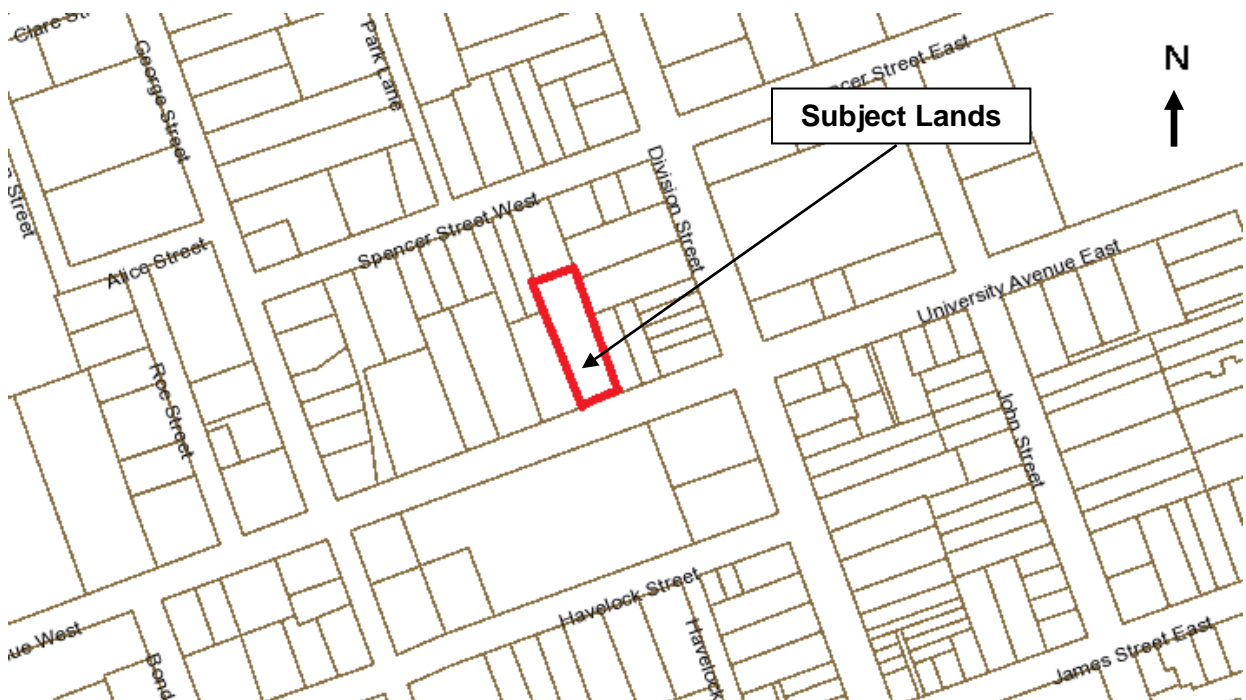 Clare St
George Street
Park Lane
N
ncer Street East
Subject Lands
Division Street
Street
Spencer Street West
Alice Street
University Avenue East
Roe Street
John Street
Havelock Street
Havelock
ue West
Bond
James Street East